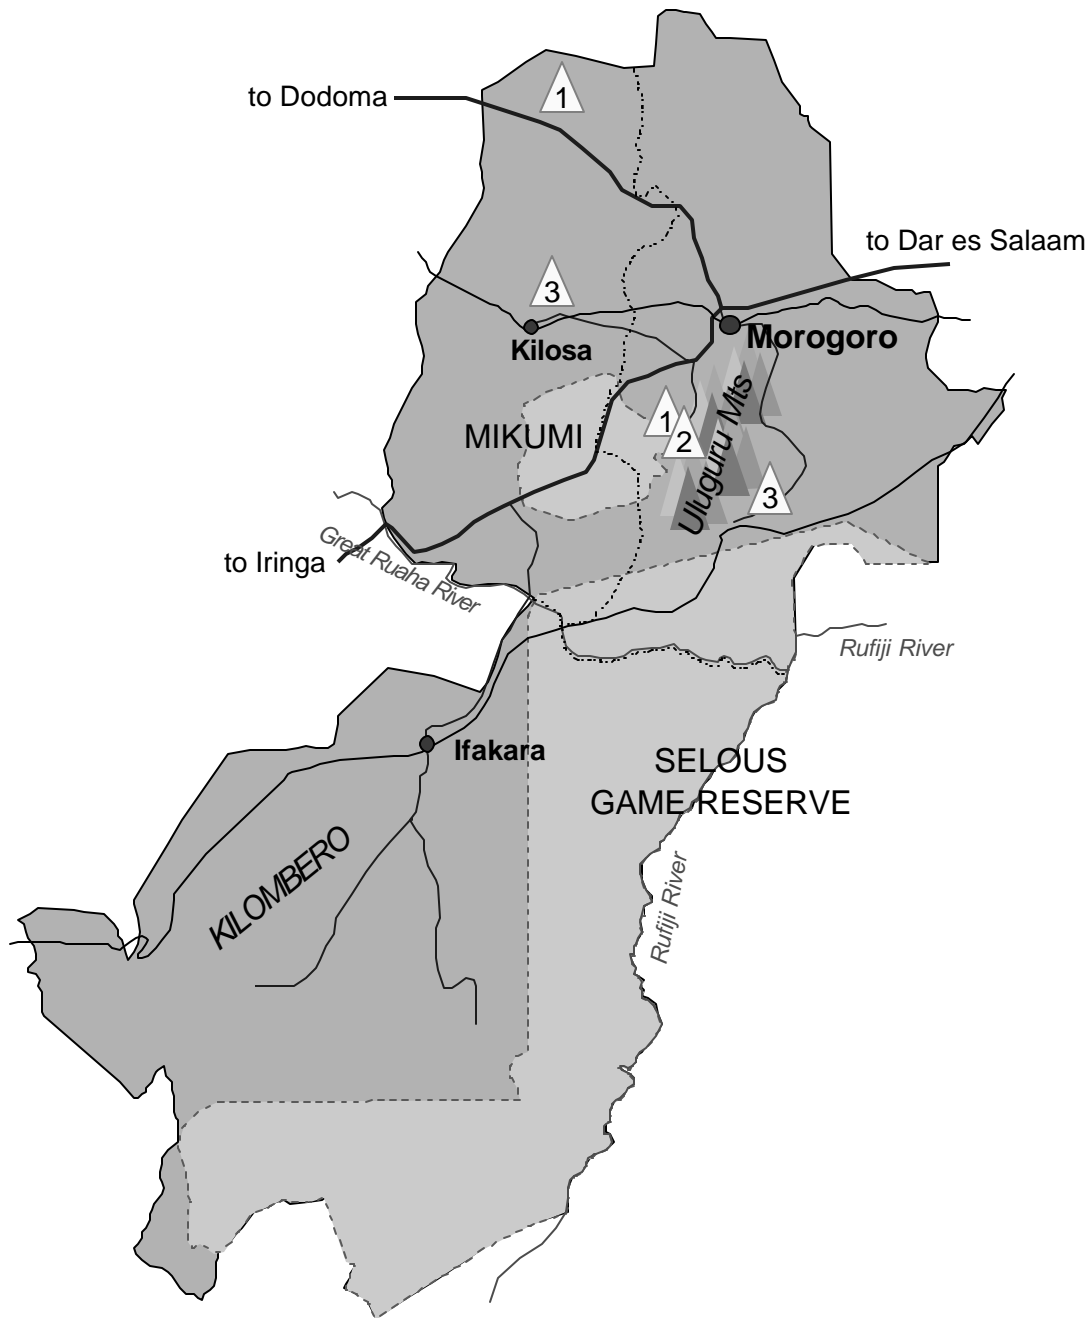 to Dodoma
1
to Dar es Salaam
3
Kilosa
Morogoro
MIKUMI
1
2
Uluguru Mts
3
to Iringa
Great Ruaha River
Rufiji River
Ifakara
SELOUS
GAME RESERVE
KILOMBERO
Rufiji River